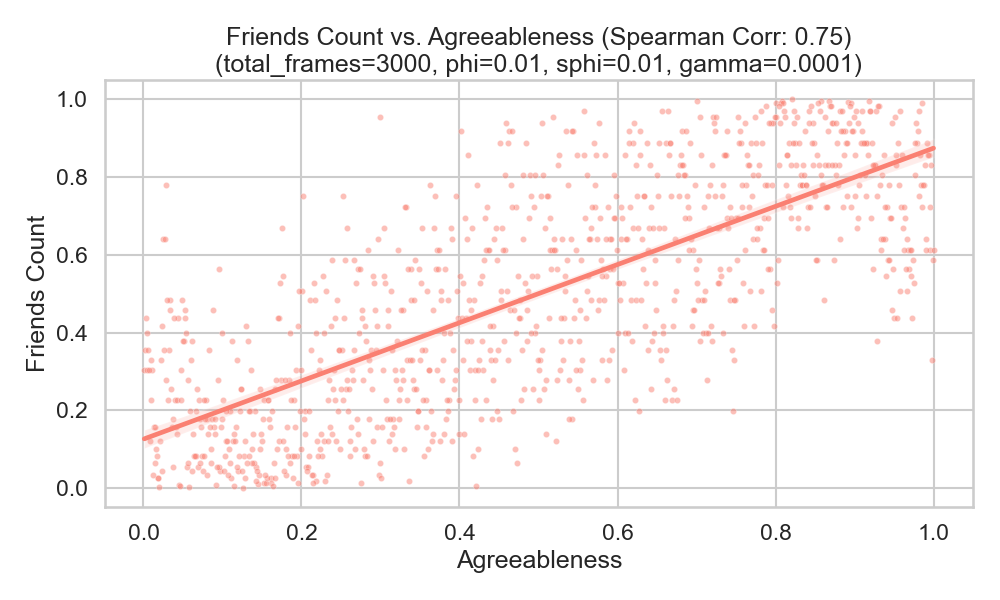 Friends Count vs. Agreeableness (Spearman Corr: 0.75)
(total_frames=3000, phi=0.01, sphi=0.01, gamma=0.0001)
1.0
0.8
0.6
0.4
0.2
0.0
Friends Count
0.0 0.2 0.4 0.6 0.8 1.0
Agreeableness